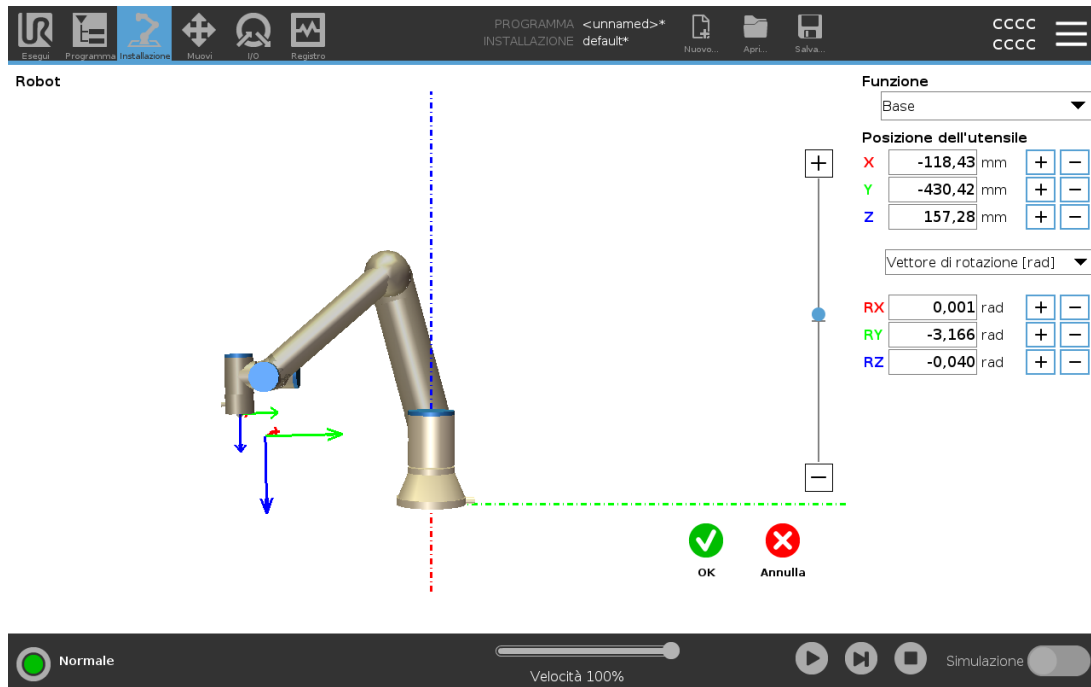 PROGRAMMA <unnamed>*
INSTALLAZIONE default*
CCCC
CCCC
Esegui Programma Installazione Muovi I/O Registro
Nuovo... Apri... Salva...
Robot
Funzione
Base
Posizione dell'utensile
X -118,43 mm + −
Y -430,42 mm + −
Z 157,28 mm + −
Vettore di rotazione [rad]
RX 0,001 rad + −
RY -3,166 rad + −
RZ -0,040 rad + −
OK Annulla
Normale
Velocità 100%
Simulazione